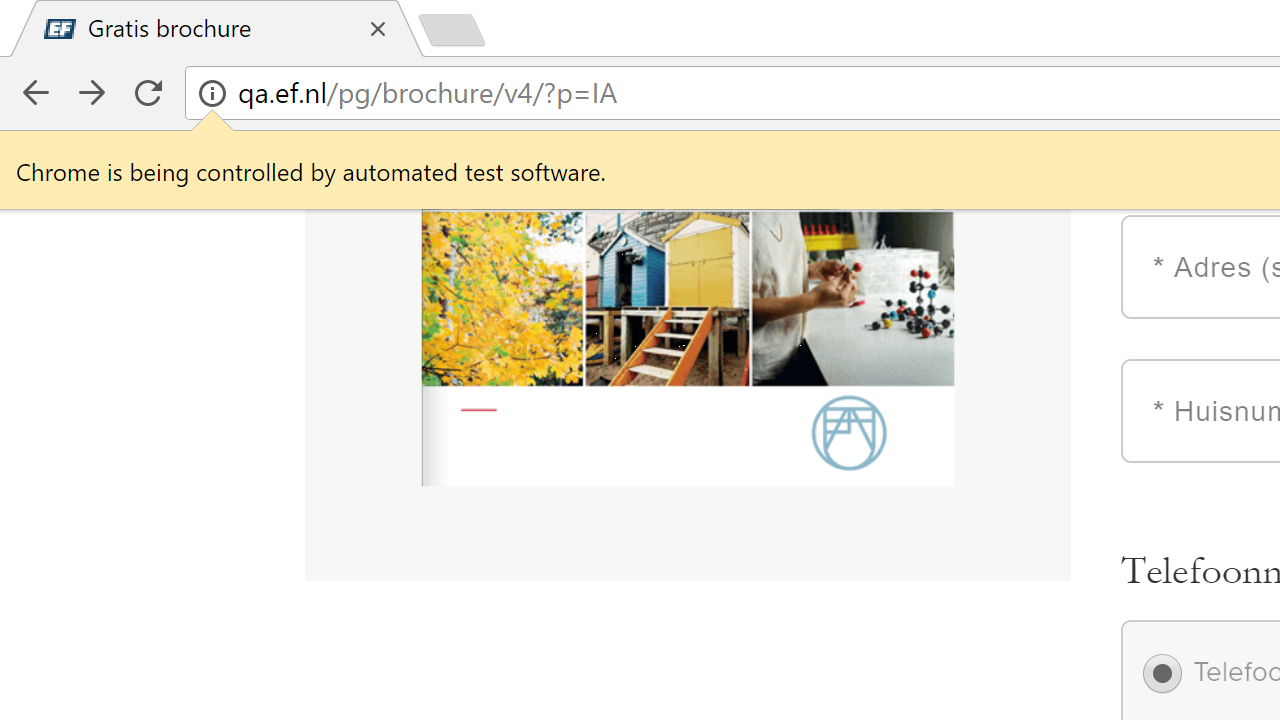 EF Gratis brochure
qa.ef.nl/pg/brochure/v4/?p=IA
Chrome is being controlled by automated test software.
* Adres (s
* Huisnum
Telefoonn
Telefoo